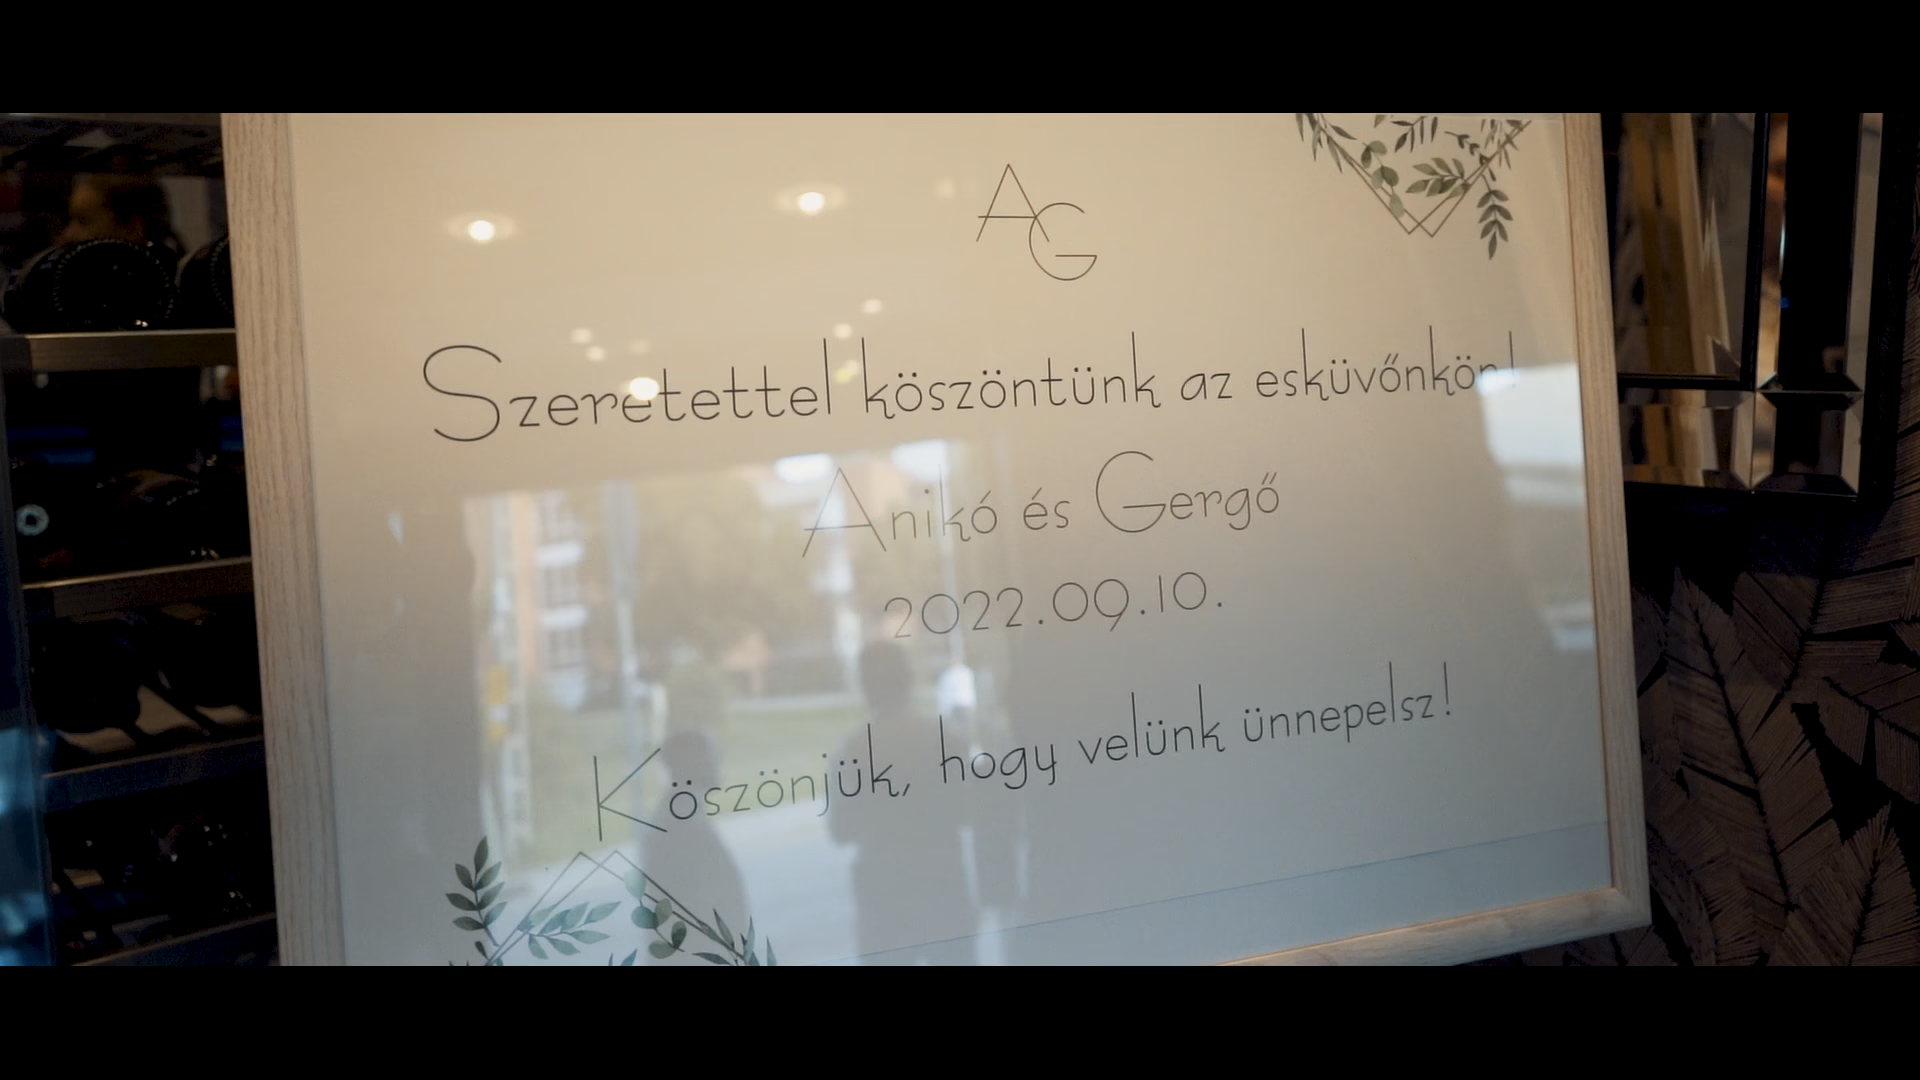 AG
Szeretettel köszöntünk az esküvőnkön!
Anikó és Gergő
2022.09.10.
Köszönjük, hogy velünk ünnepelsz!